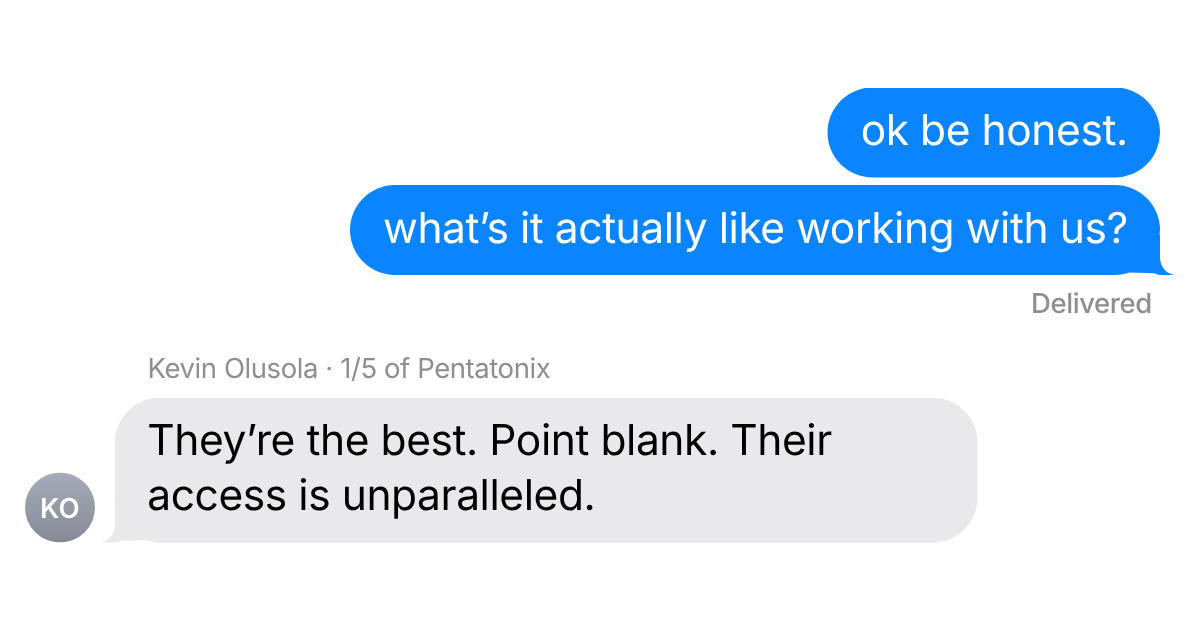 ok be honest.
what’s it actually like working with us?
Delivered
Kevin Olusola · 1/5 of Pentatonix
They’re the best. Point blank. Their
access is unparalleled.
KO